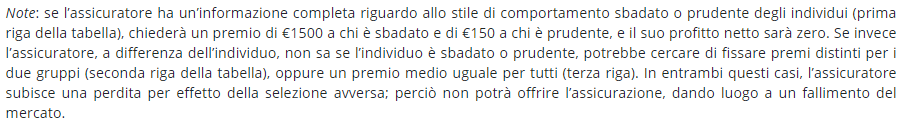 Note: se l’assicuratore ha un’informazione completa riguardo allo stile di comportamento sbadato o prudente degli individui (prima
riga della tabella), chiederà un premio di €1500 a chi è sbadato e di €150 a chi è prudente, e il suo profitto netto sarà zero. Se invece
l’assicuratore, a differenza dell’individuo, non sa se l’individuo è sbadato o prudente, potrebbe cercare di fissare premi distinti per i
due gruppi (seconda riga della tabella), oppure un premio medio uguale per tutti (terza riga). In entrambi questi casi, l’assicuratore
subisce una perdita per effetto della selezione avversa; perciò non potrà offrire l’assicurazione, dando luogo a un fallimento del
mercato.